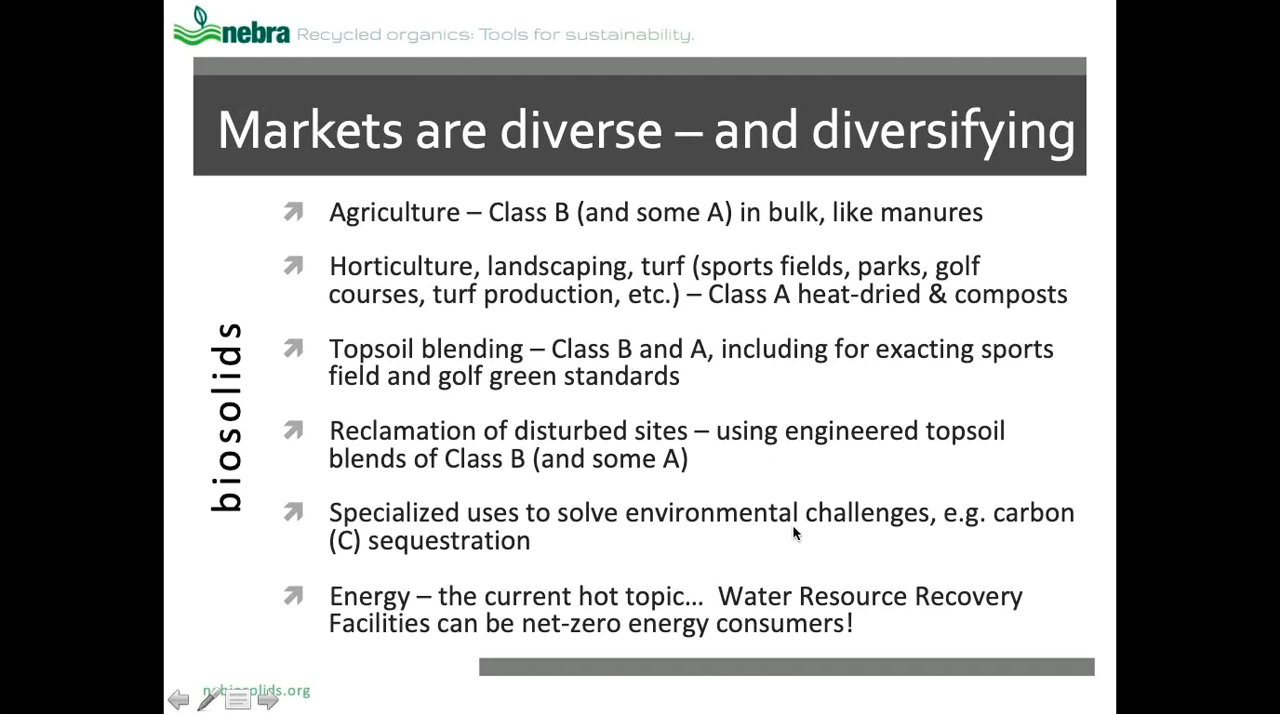 nebra Recycled organics: Tools for sustainability.
Markets are diverse – and diversifying
Agriculture – Class B (and some A) in bulk, like manures
Horticulture, landscaping, turf (sports fields, parks, golf
courses, turf production, etc.) – Class A heat-dried & composts
Topsoil blending – Class B and A, including for exacting sports
field and golf green standards
Reclamation of disturbed sites – using engineered topsoil
blends of Class B (and some A)
Specialized uses to solve environmental challenges, e.g. carbon
(C) sequestration
Energy – the current hot topic... Water Resource Recovery
Facilities can be net-zero energy consumers!
biosolids
nebiosolids.org